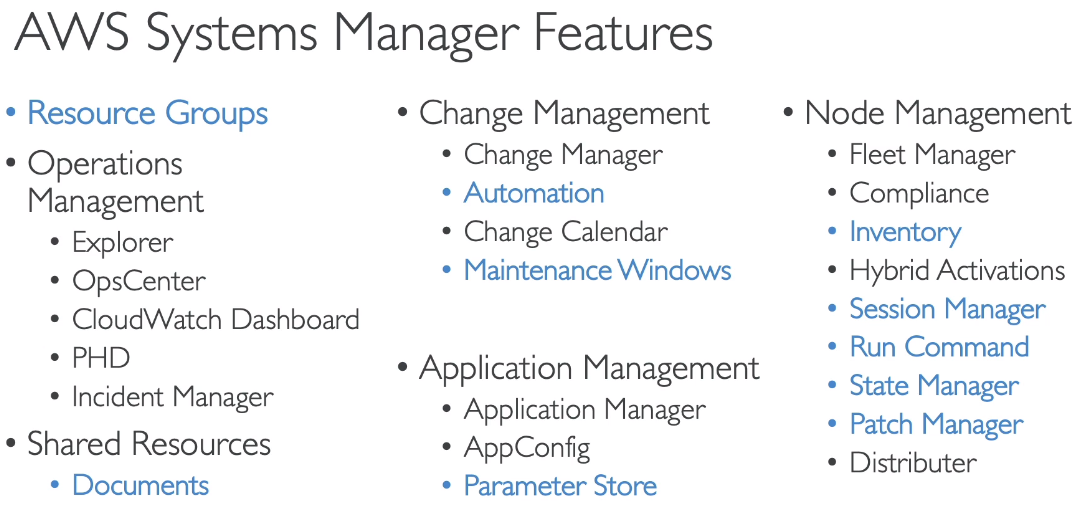 AWS Systems Manager Features
• Resource Groups
• Operations
Management
• Explorer
• OpsCenter
• CloudWatch Dashboard
• PHD
• Incident Manager
• Shared Resources
• Documents
• Change Management
• Change Manager
• Automation
• Change Calendar
• Maintenance Windows
• Application Management
• Application Manager
• AppConfig
• Parameter Store
• Node Management
• Fleet Manager
• Compliance
• Inventory
• Hybrid Activations
• Session Manager
• Run Command
• State Manager
• Patch Manager
• Distributer